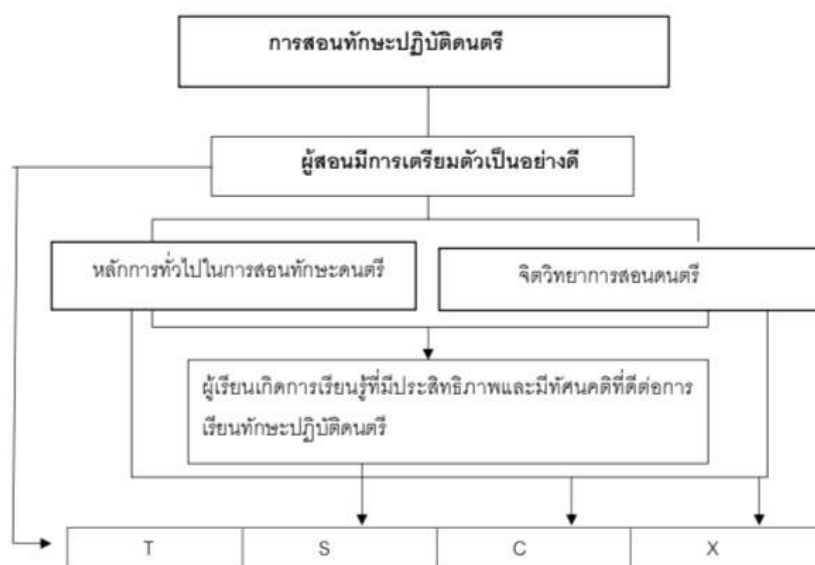 การสอนทักษะปฏิบัติดนตรี
ผู้สอนมีการเตรียมตัวเป็นอย่างดี
หลักการทั่วไปในการสอนทักษะดนตรี
จิตวิทยาการสอนดนตรี
ผู้เรียนเกิดการเรียนรู้ที่มีประสิทธิภาพและมีทัศนคติที่ดีต่อการ
เรียนทักษะปฏิบัติดนตรี
T S C X